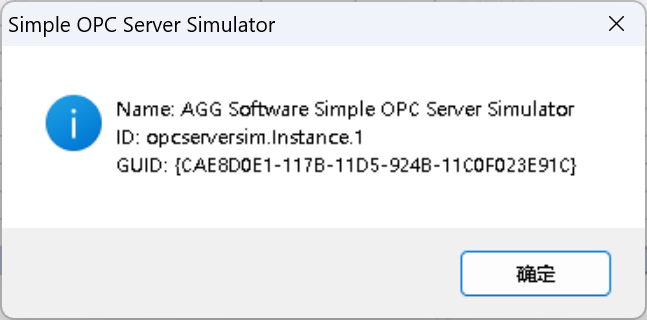 Simple OPC Server Simulator
Name: AGG Software Simple OPC Server Simulator
ID: opcserversim.Instance.1
GUID: {CAE8D0E1-117B-11D5-924B-11C0F023E91C}
确定